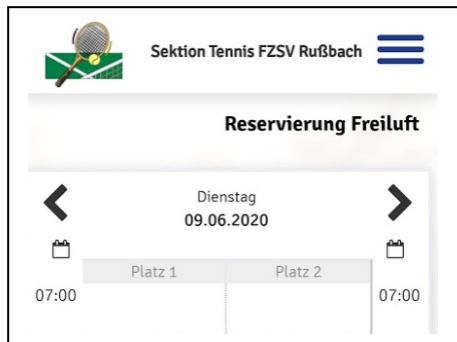 Sektion Tennis FZSV Rußbach
Reservierung Freiluft
Dienstag
09.06.2020
Platz 1 Platz 2
07:00 07:00